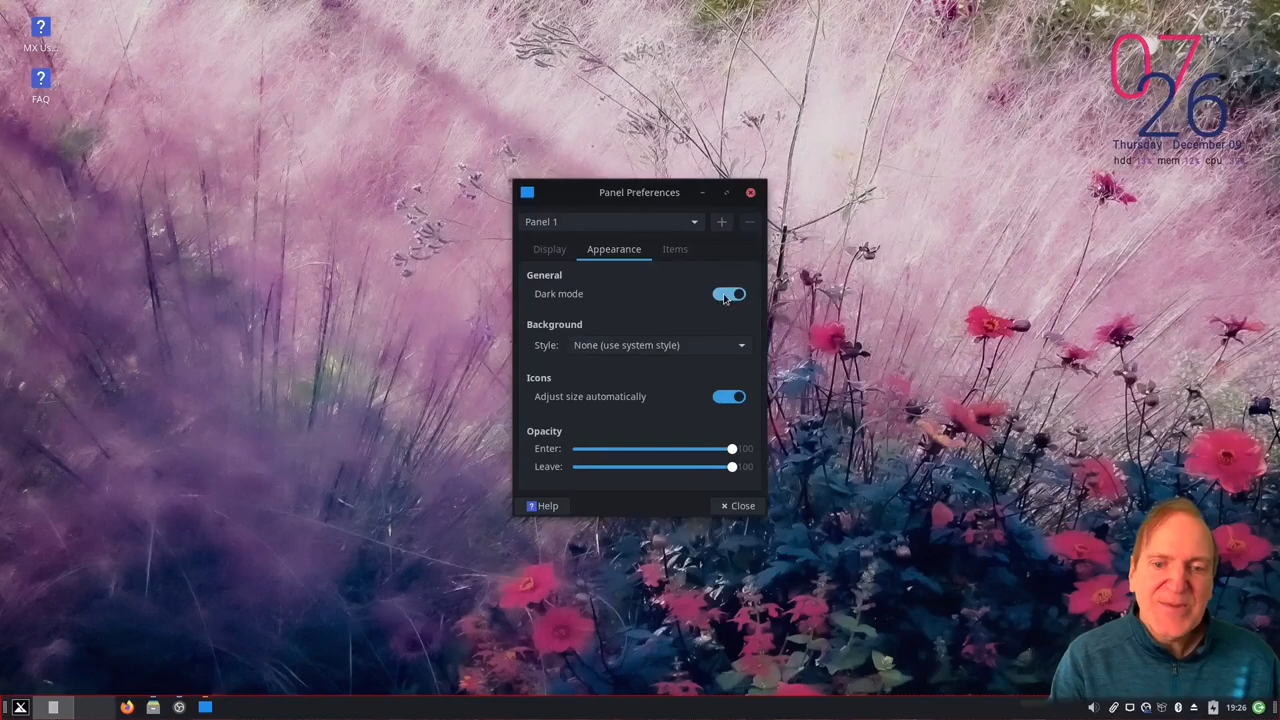 MX Us...
FAQ
07
26
Thursday December 09
hdd mem 12% cpu
Panel Preferences
Panel 1
Display Appearance Items
General
Dark mode
Background
Style: None (use system style)
Icons
Adjust size automatically
Opacity
Enter: 100
Leave: 100
? Help
Close
19:26